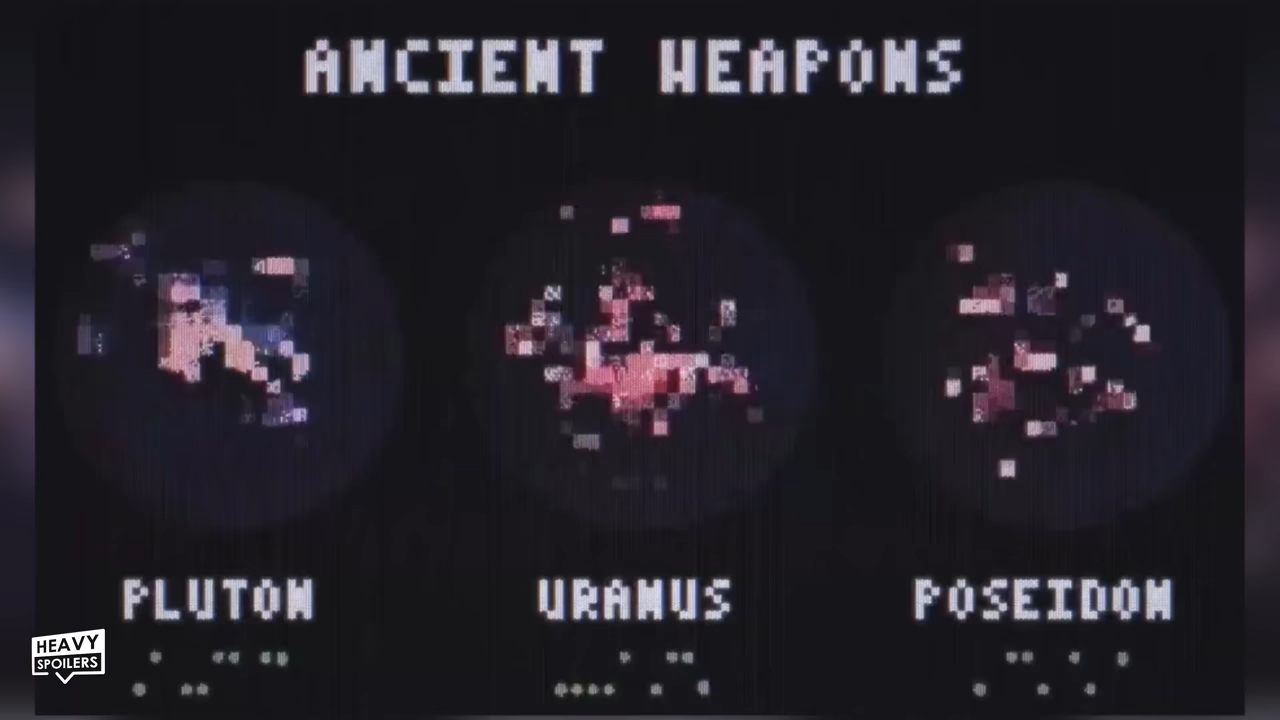 ANCIENT WEAPONS
PLUTON
URANUS
POSEIDON
HEAVY
SPOILERS